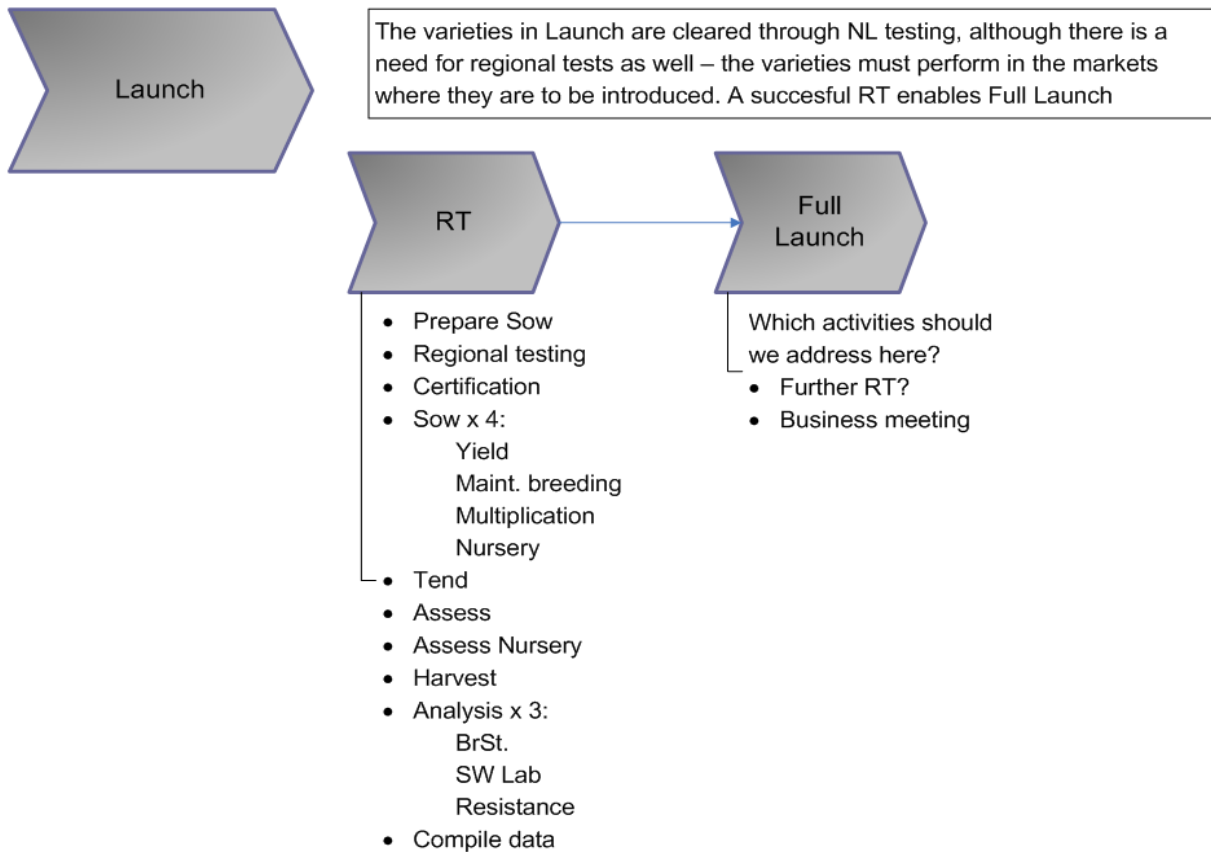 Launch
The varieties in Launch are cleared through NL testing, although there is a
need for regional tests as well – the varieties must perform in the markets
where they are to be introduced. A succesful RT enables Full Launch
RT
Full
Launch
• Prepare Sow
• Regional testing
• Certification
• Sow x 4:
Yield
Maint. breeding
Multiplication
Nursery
• Tend
• Assess
• Assess Nursery
• Harvest
• Analysis x 3:
BrSt.
SW Lab
Resistance
• Compile data
Which activities should
we address here?
• Further RT?
• Business meeting